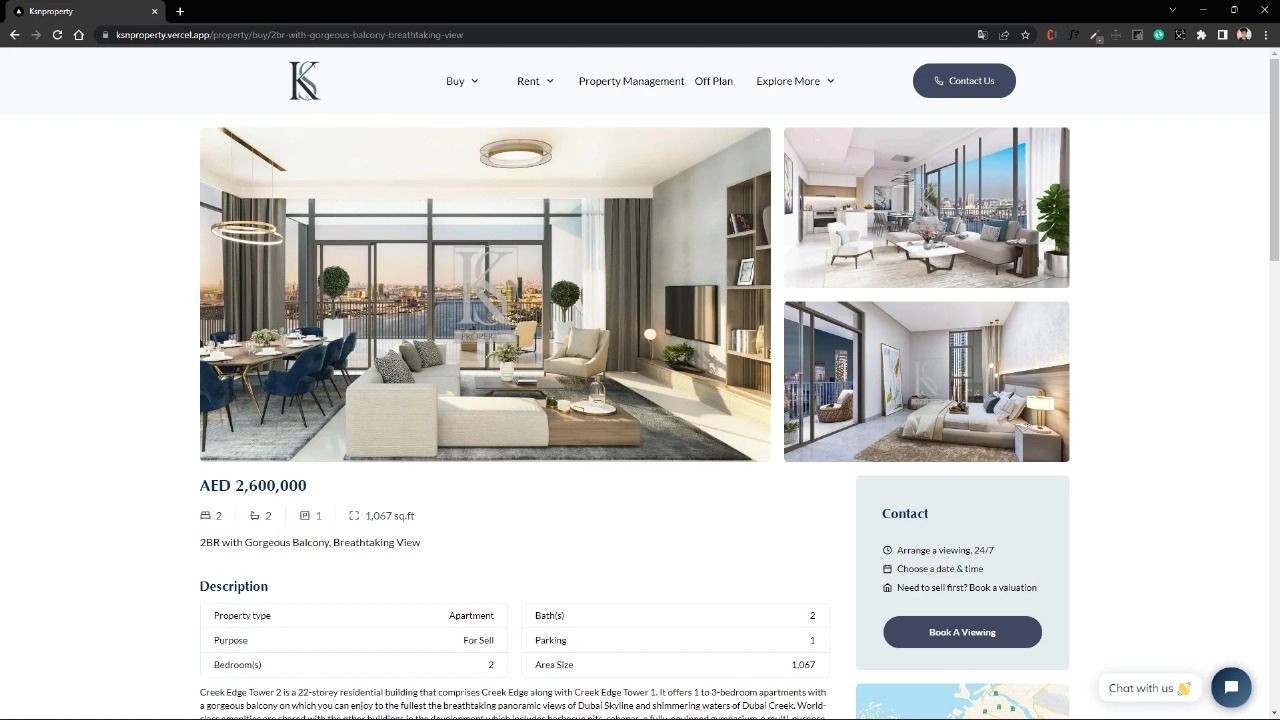 Ksnproperty
ksnproperty.vercel.app/property/buy/2br-with-gorgeous-balcony-breathtaking-view
Buy
Rent
Property Management
Off Plan
Explore More
Contact Us
AED 2,600,000
2
2
1
1,067 sq.ft
2BR with Gorgeous Balcony, Breathtaking View
Description
Property type Apartment
Purpose For Sell
Bedroom(s) 2
Bath(s) 2
Parking 1
Area Size 1,067
Creek Edge Tower 2 is a 22-storey residential building that comprises Creek Edge along with Creek Edge Tower 1. It offers 1 to 3-bedroom apartments with
a gorgeous balcony on which you can enjoy to the fullest the breathtaking panoramic views of Dubai Skyline and shimmering waters of Dubai Creek. World-
class amenities are shared with the other buildings in the development which includes barbecue pits, cabanas, a fully-equipped gymnasium, a multi-purpose
Contact
Arrange a viewing, 24/7
Choose a date & time
Need to sell first? Book a valuation
Book A Viewing
Chat with us 👋